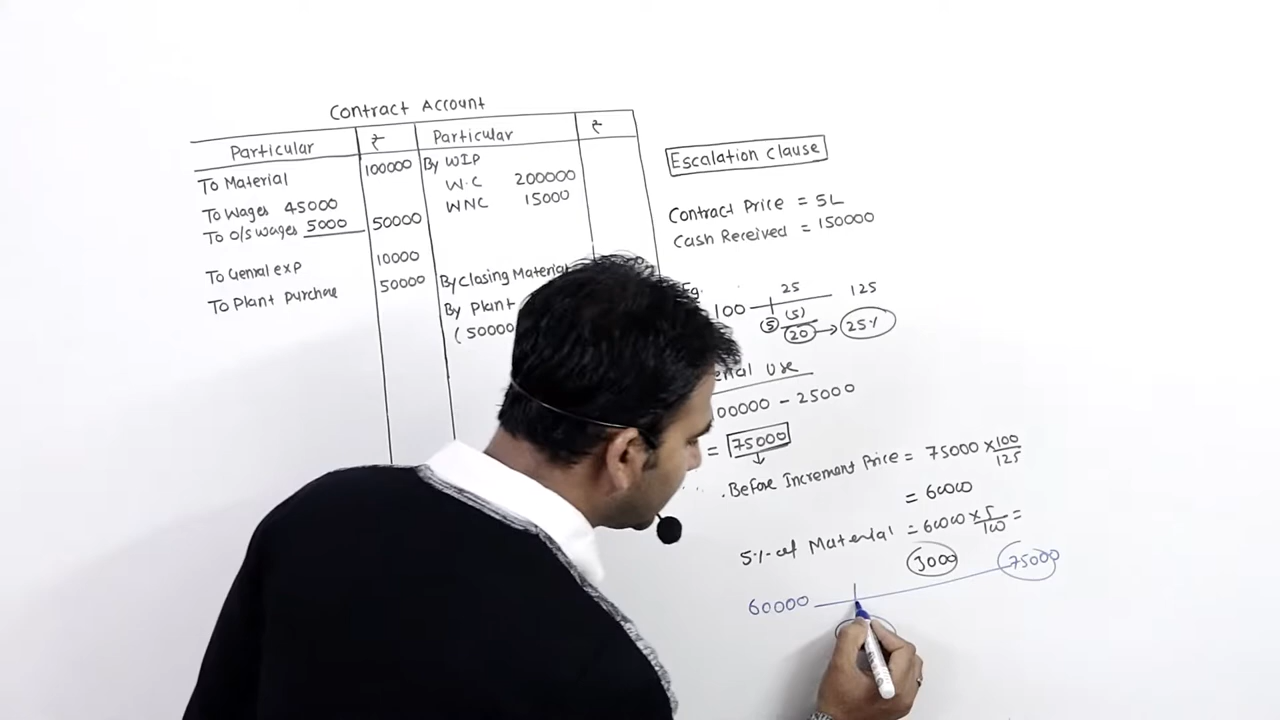 Contract Account
Particular ₹ Particular ₹
To Material 100000 By WIP
W.C 200000
To Wages 45000 WNC 15000
To O/s wages 5000 50000
To Genral exp 10000
To Plant Purchase 50000 By Closing Material
By Plant
(50000
Escalation Clause
Contract Price = 5L
Cash Received = 150000
Eg.
100 25 125
5 (5)
20 → 25%
rial Use
00000 - 25000
= 75000
Before Increment Price = 75000 × 100/125
= 60000
5% of Material = 60000 × 5/100 =
3000
60000 75000